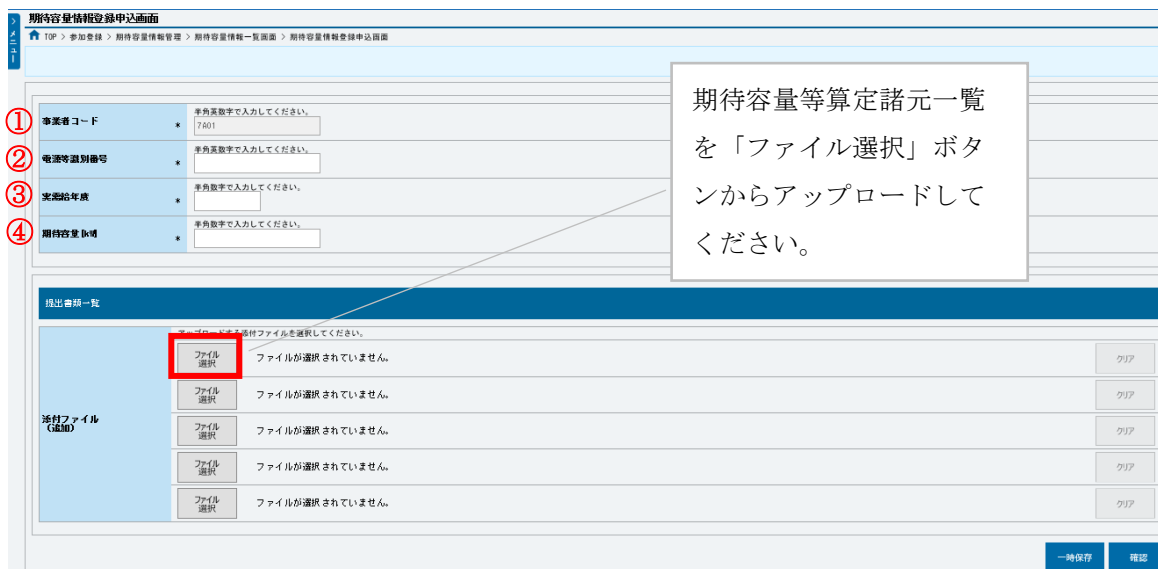 期待容量情報登録申込画面
>
メニュー
TOP > 参加登録 > 期待容量情報管理 > 期待容量情報一覧画面 > 期待容量情報登録申込画面
期待容量等算定諸元一覧
を「ファイル選択」ボタ
ンからアップロードして
ください。
① 事業者コード * 半角英数字で入力してください。
7A01
② 電源等識別番号 * 半角英数字で入力してください。
③ 実需給年度 * 半角数字で入力してください。
④ 期待容量[kW] * 半角数字で入力してください。
提出書類一覧
アップロードする添付ファイルを選択してください。
添付ファイル
(追加)
ファイル
選択
ファイルが選択されていません。
クリア
ファイル
選択
ファイルが選択されていません。
クリア
ファイル
選択
ファイルが選択されていません。
クリア
ファイル
選択
ファイルが選択されていません。
クリア
ファイル
選択
ファイルが選択されていません。
クリア
一時保存
確認